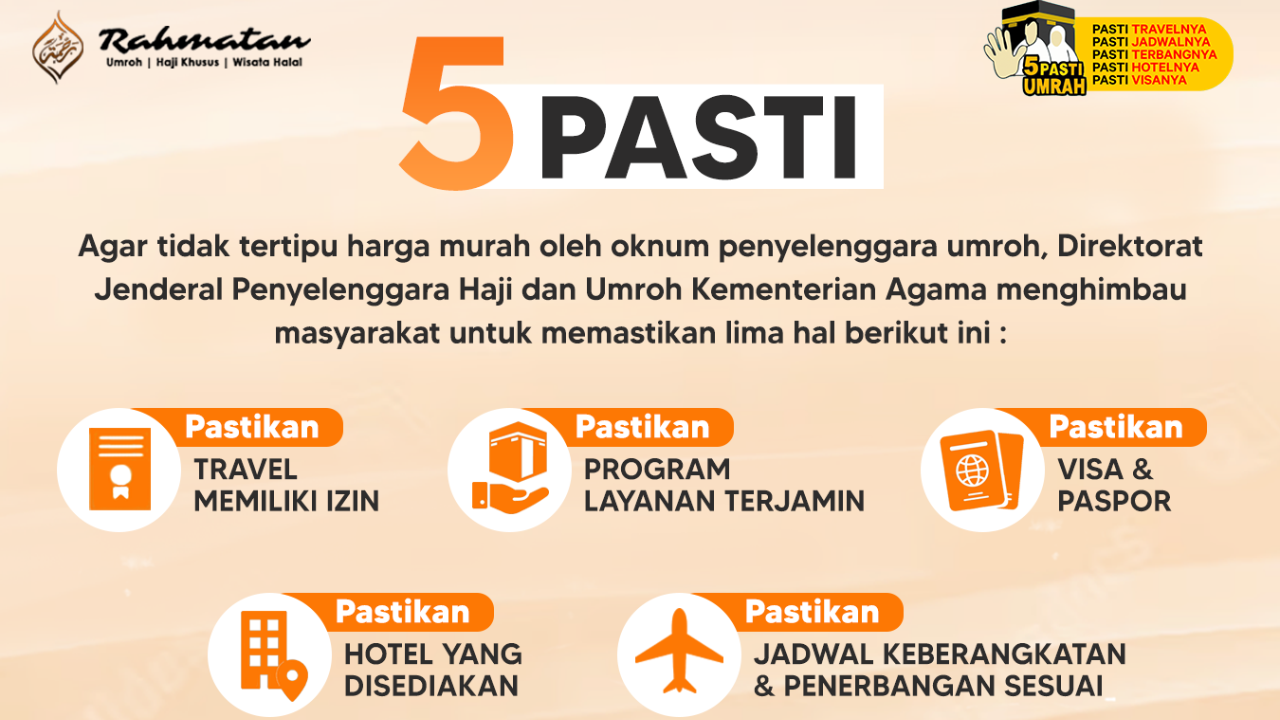 Rahmatan
Umroh | Haji Khusus | Wisata Halal
5 PASTI
5 PASTI
UMRAH
PASTI TRAVELNYA
PASTI JADWALNYA
PASTI TERBANGNYA
PASTI HOTELNYA
PASTI VISANYA
Agar tidak tertipu harga murah oleh oknum penyelenggara umroh, Direktorat
Jenderal Penyelenggara Haji dan Umroh Kementerian Agama menghimbau
masyarakat untuk memastikan lima hal berikut ini :
Pastikan
TRAVEL
MEMILIKI IZIN
Pastikan
PROGRAM
LAYANAN TERJAMIN
Pastikan
VISA &
PASPOR
Pastikan
HOTEL YANG
DISEDIAKAN
Pastikan
JADWAL KEBERANGKATAN
& PENERBANGAN SESUAI